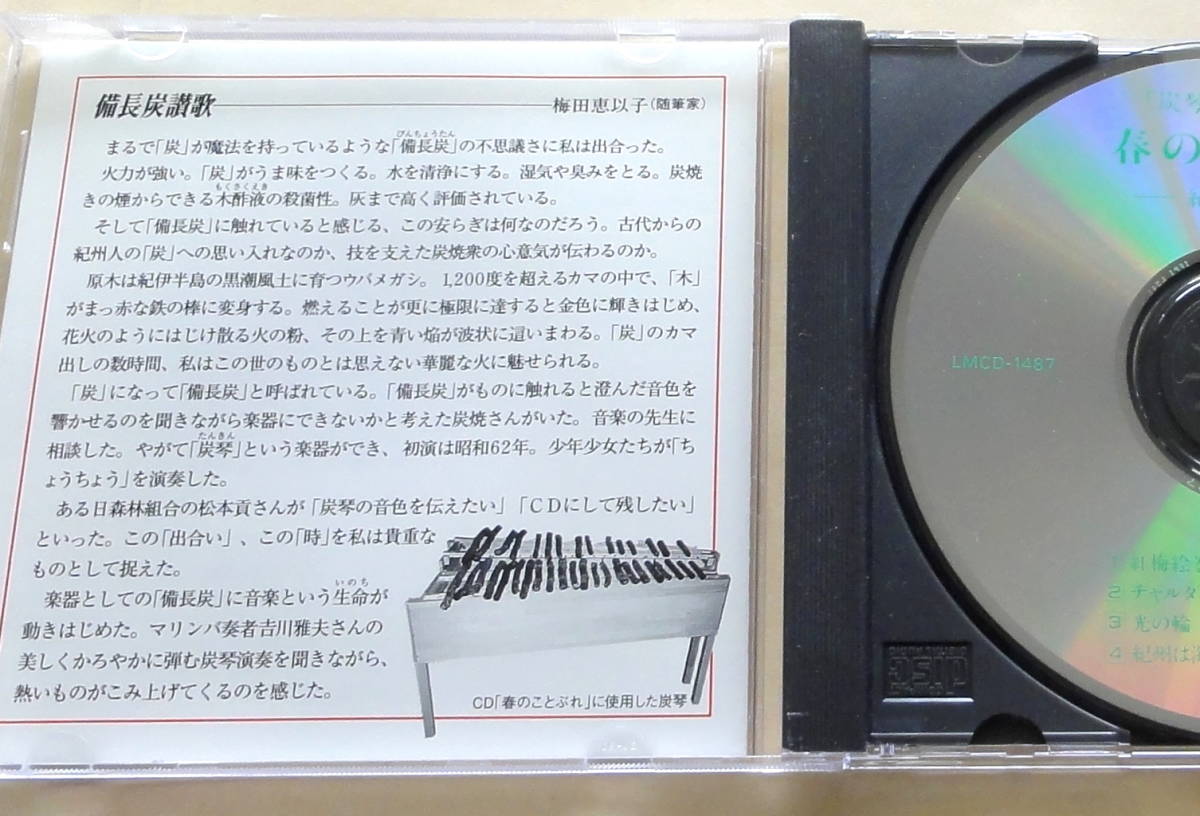 備長炭讃歌
梅田恵以子(随筆家)
びんちょうたん
まるで「炭」が魔法を持っているような「備長炭」の不思議さに私は出合った。
火力が強い。「炭」がうま味をつくる。水を清浄にする。湿気や臭みをとる。炭焼
もくさくえき
きの煙からできる木酢液の殺菌性。灰まで高く評価されている。
そして「備長炭」に触れていると感じる、この安らぎは何なのだろう。古代からの
紀州人の「炭」への思い入れなのか、技を支えた炭焼衆の心意気が伝わるのか。
原木は紀伊半島の黒潮風土に育つウバメガシ。1,200度を超えるカマの中で、「木」
がまっ赤な鉄の棒に変身する。燃えることが更に極限に達すると金色に輝きはじめ、
花火のようにはじけ散る火の粉、その上を青い焔が波状に這いまわる。「炭」のカマ
出しの数時間、私はこの世のものとは思えない華麗な火に魅せられる。
「炭」になって「備長炭」と呼ばれている。「備長炭」がものに触れると澄んだ音色を
響かせるのを聞きながら楽器にできないかと考えた炭焼さんがいた。音楽の先生に
たんきん
相談した。やがて「炭琴」という楽器ができ、初演は昭和62年。少年少女たちが「ち
ょうちょう」を演奏した。
ある日森林組合の松本貢さんが「炭琴の音色を伝えたい」「CDにして残したい」
といった。この「出合い」、この「時」を私は貴重な
ものとして捉えた。
いのち
楽器としての「備長炭」に音楽という生命が
動きはじめた。マリンバ奏者吉川雅夫さんの
美しくかろやかに弾む炭琴演奏を聞きながら、
熱いものがこみ上げてくるのを感じた。
CD「春のことぶれ」に使用した炭琴
「炭琴
春の
LMCD-1487
1 梅絵
2 チャルダ
3 光の輪
4 紀州は
disc